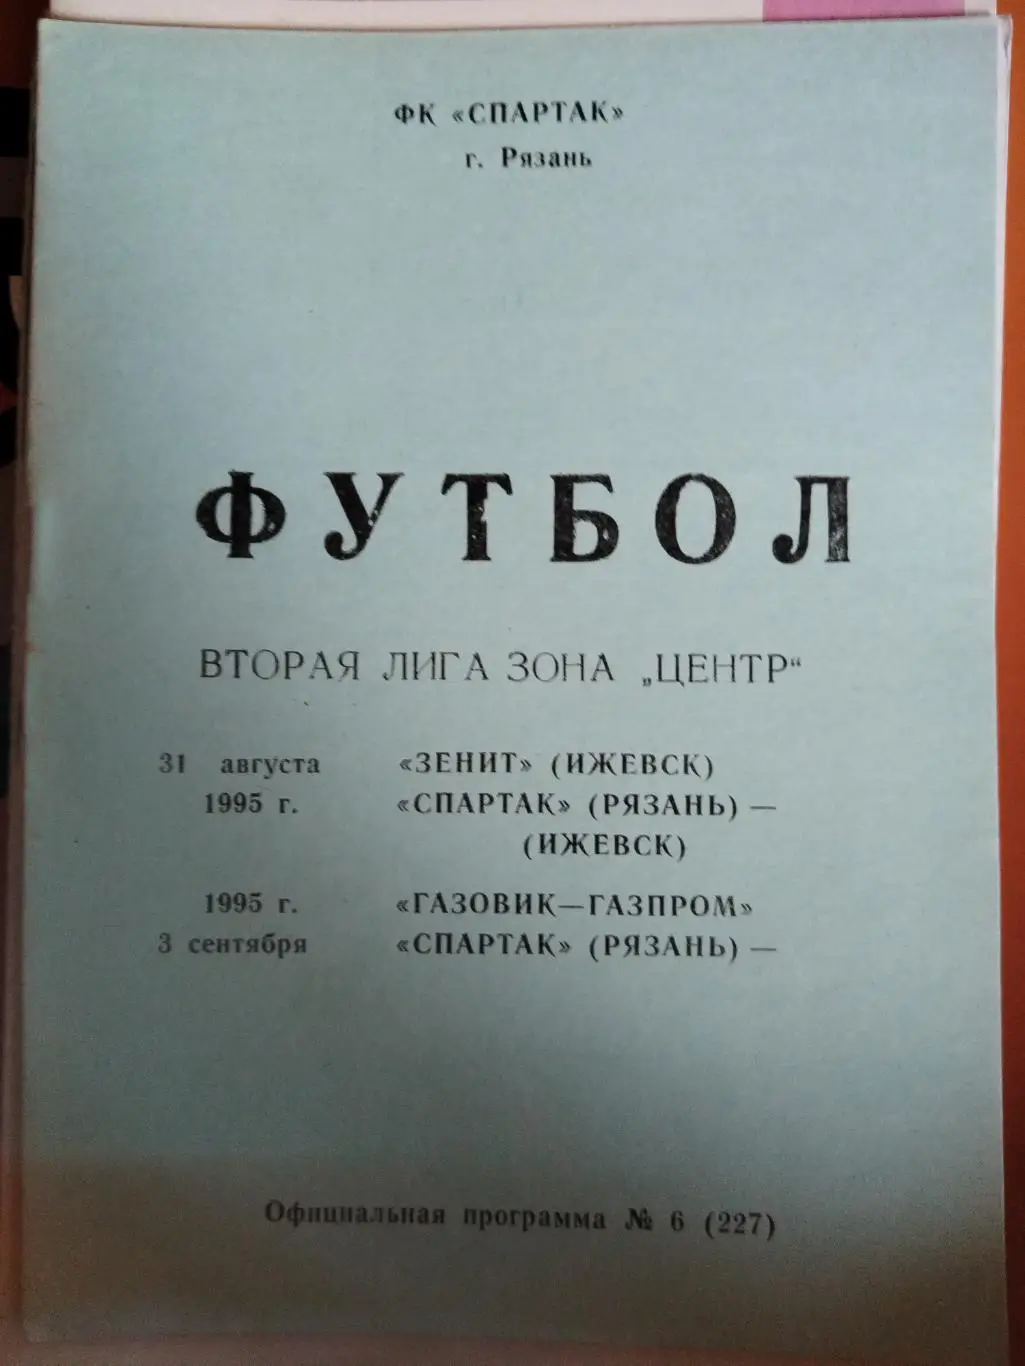 ФК «СПАРТАК»
г. Рязань
ФУТБОЛ
ВТОРАЯ ЛИГА ЗОНА „ЦЕНТР“
31 августа «ЗЕНИТ» (ИЖЕВСК)
1995 г. «СПАРТАК» (РЯЗАНЬ) —
(ИЖЕВСК)
1995 г. «ГАЗОВИК—ГАЗПРОМ»
3 сентября «СПАРТАК» (РЯЗАНЬ) —
Официальная программа № 6 (227)